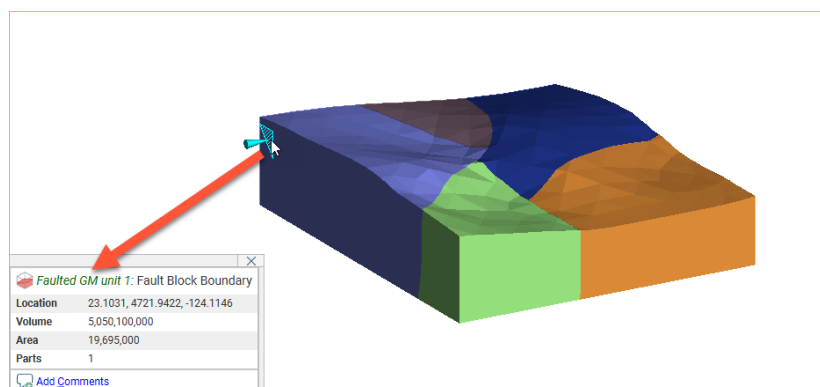 Faulted GM unit 1: Fault Block Boundary
Location 23.1031, 4721.9422, -124.1146
Volume 5,050,100,000
Area 19,695,000
Parts 1
Add Comments